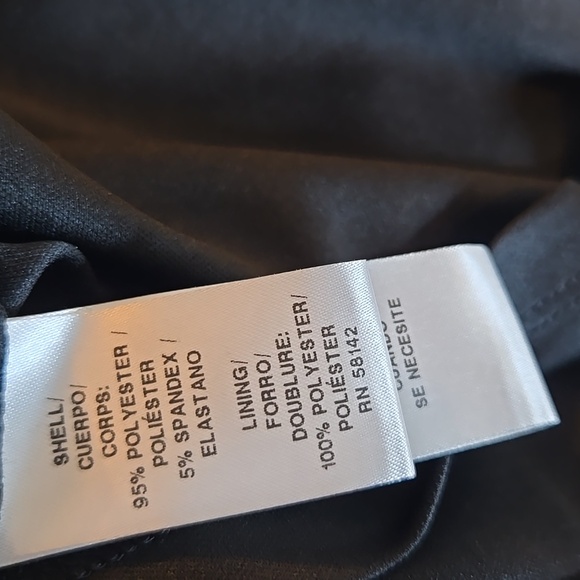 SHELL/
CUERPO/
CORPS:
95% POLYESTER /
POLIÉSTER
5% SPANDEX /
ELASTANO
LINING/
FORRO/
DOUBLURE:
100% POLYESTER/
POLIÉSTER
RN 58142
SE NECESITE